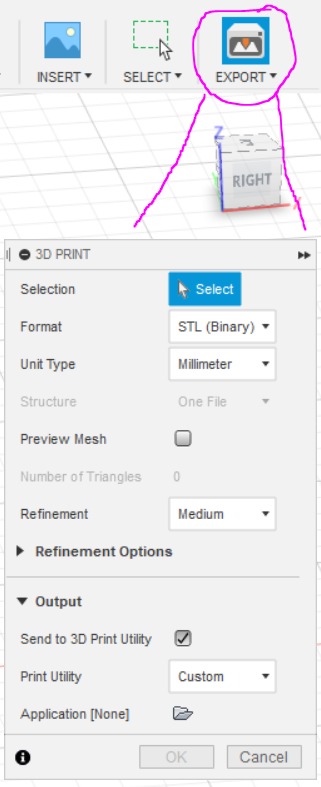 INSERT ▾ SELECT ▾ EXPORT ▾
Z
RIGHT
3D PRINT
Selection Select
Format STL (Binary)
Unit Type Millimeter
Structure One File
Preview Mesh
Number of Triangles 0
Refinement Medium
Refinement Options
Output
Send to 3D Print Utility
Print Utility Custom
Application [None]
OK Cancel